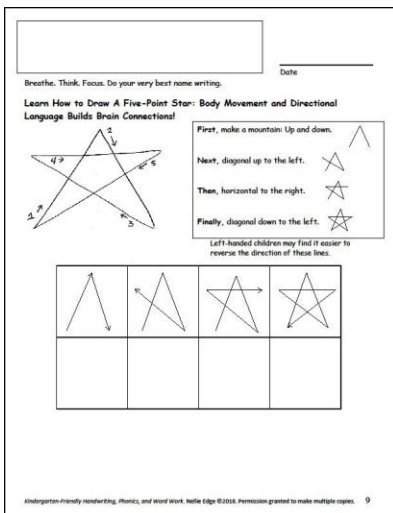 Date
Breathe. Think. Focus. Do your very best name writing.
Learn How to Draw A Five-Point Star: Body Movement and Directional
Language Builds Brain Connections!
First, make a mountain: Up and down.
Next, diagonal up to the left.
Then, horizontal to the right.
Finally, diagonal down to the left.
1
2
3
4
5
Left-handed children may find it easier to
reverse the direction of these lines.
Kindergarten-Friendly Handwriting, Phonics, and Word Work. Nellie Edge ©2018. Permission granted to make multiple copies. 9